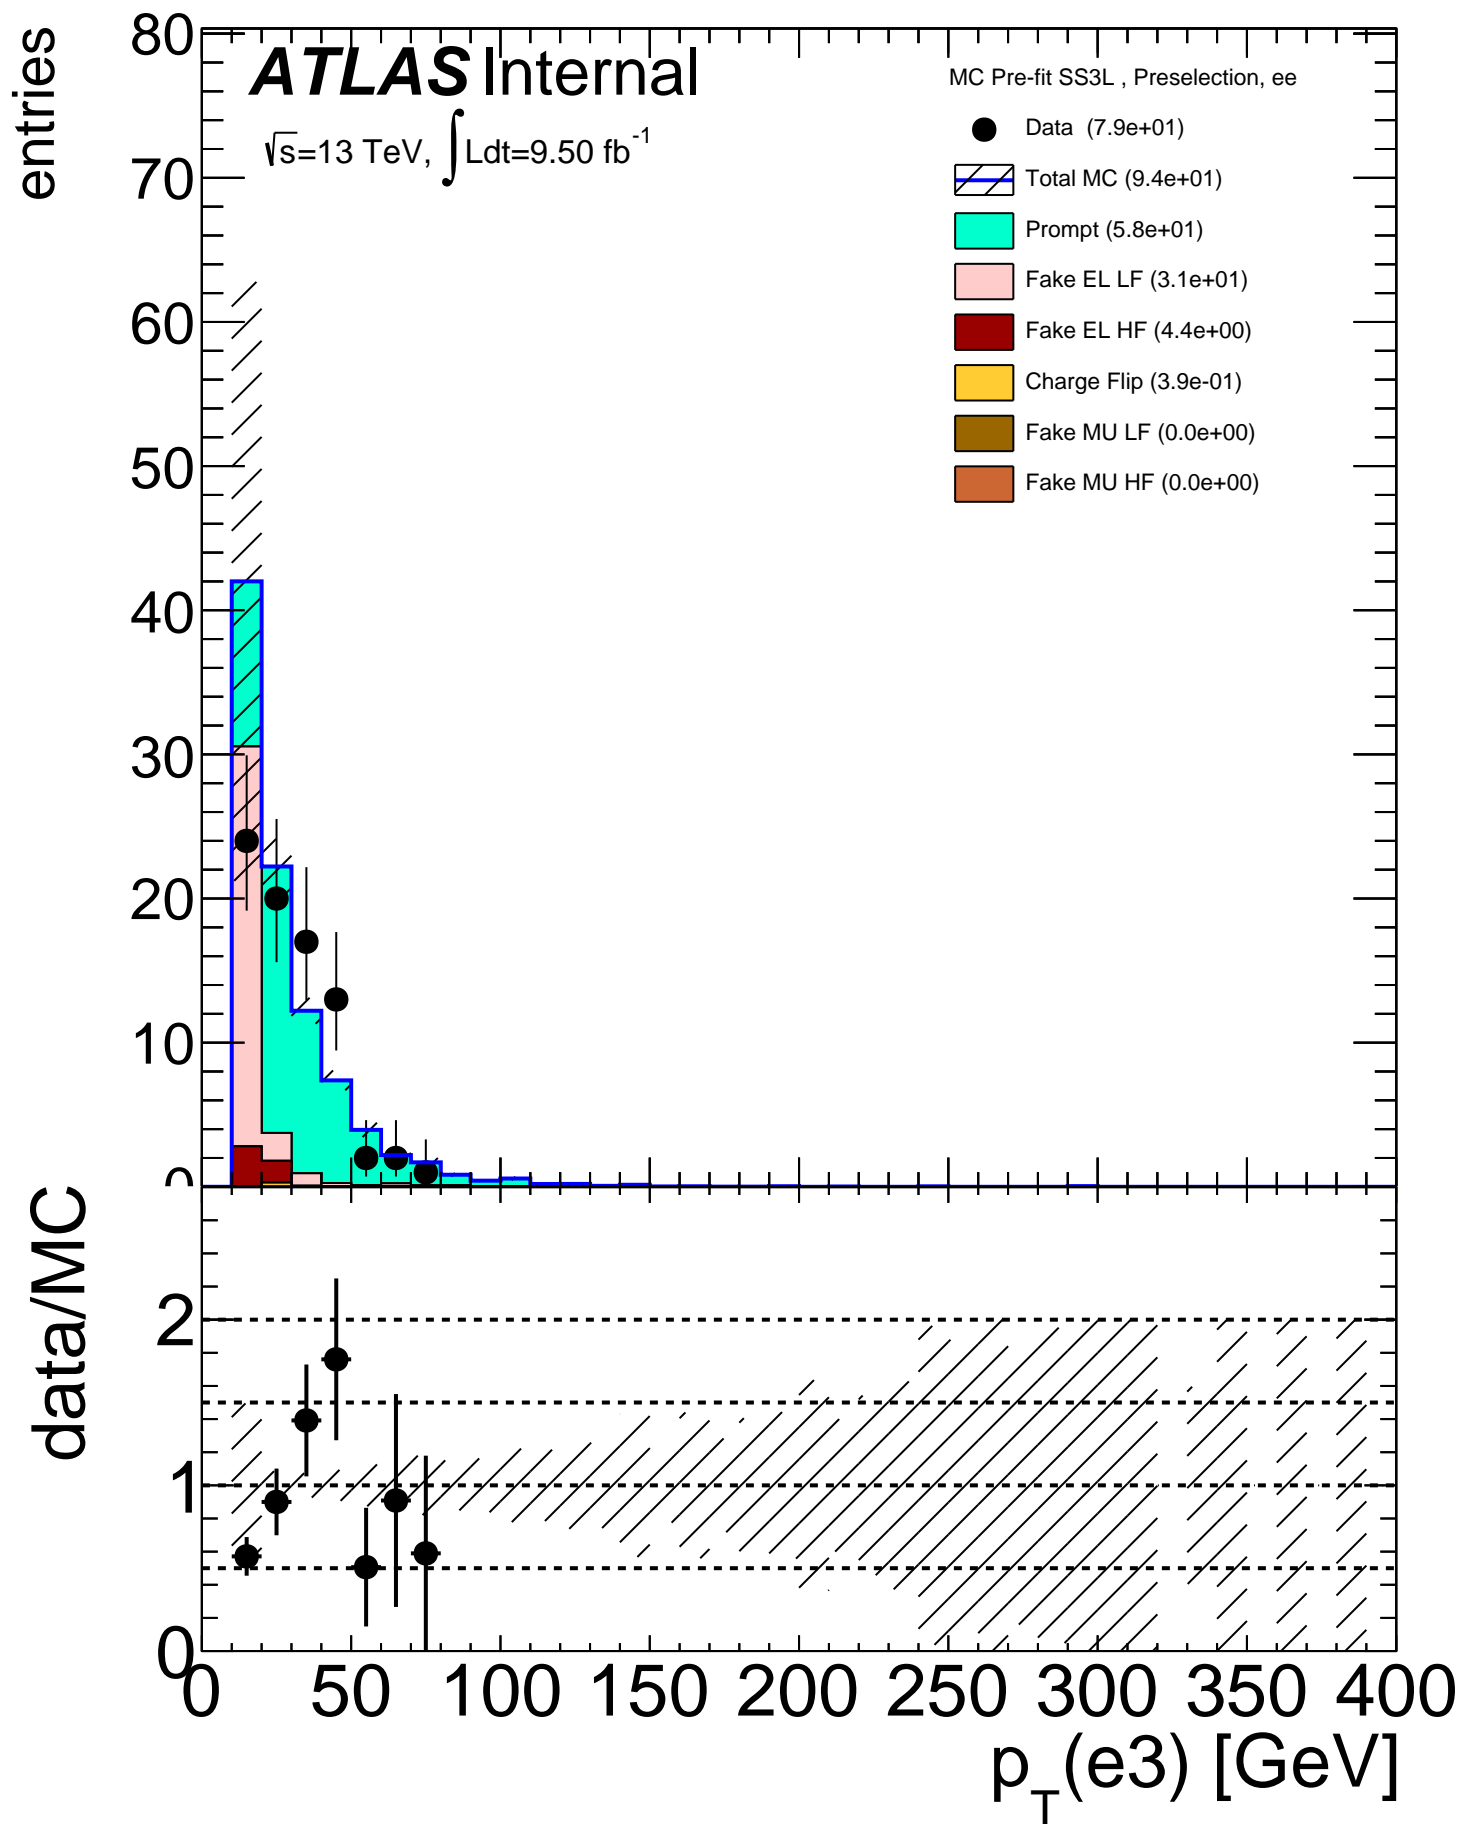 entries
80
70
60
50
40
30
20
10
0
ATLAS Internal
√s=13 TeV, ∫Ldt=9.50 fb⁻¹
MC Pre-fit SS3L , Preselection, ee
Data (7.9e+01)
Total MC (9.4e+01)
Prompt (5.8e+01)
Fake EL LF (3.1e+01)
Fake EL HF (4.4e+00)
Charge Flip (3.9e-01)
Fake MU LF (0.0e+00)
Fake MU HF (0.0e+00)
data/MC
2
1
0
0 50 100 150 200 250 300 350 400
p_T(e3) [GeV]